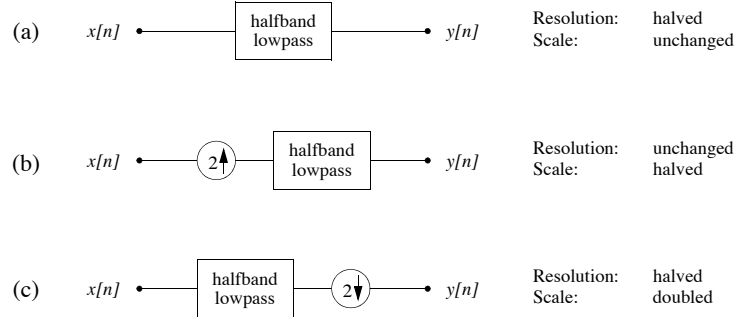 (a) x[n] halfband lowpass y[n] Resolution: halved
Scale: unchanged
(b) x[n] 2 halfband lowpass y[n] Resolution: unchanged
Scale: halved
(c) x[n] halfband lowpass 2 y[n] Resolution: halved
Scale: doubled